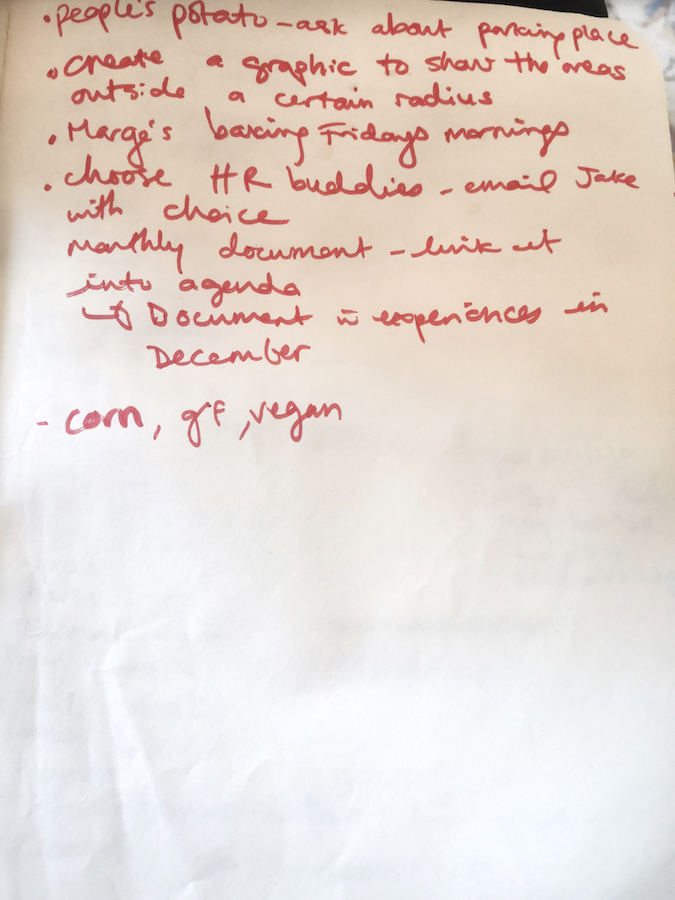 • people's potato - ask about parking place
• create a graphic to show the areas
outside a certain radius
• Marge's baking Fridays mornings
• choose HR buddies - email Jake
with choice
Monthly document - link it
into agenda
↳ Document experiences in
December
- corn, gf, vegan